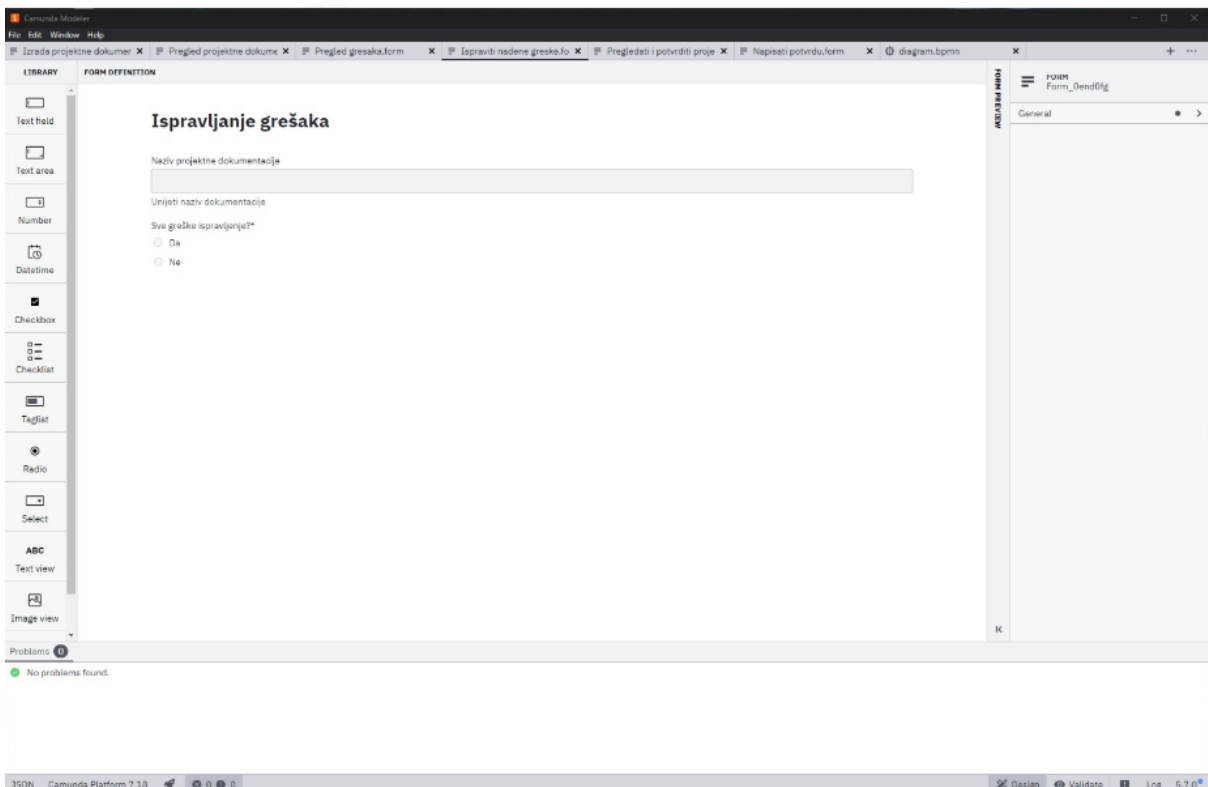 Camunda Modeler
File Edit Window Help
Izrada projektne dokumer
Pregled projektne dokume
Pregled gresaka.form
Ispraviti nadene greske.fo
Pregledati i potvrditi proje
Napisati potvrdu.form
diagram.bpmn
LIBRARY
FORM DEFINITION
Text field
Text area
Number
Datetime
Checkbox
Checklist
Taglist
Radio
Select
ABC
Text view
Image view
Ispravljanje grešaka
Naziv projektne dokumentacije
Unijeti naziv dokumentacije
Sve greške ispravljenje?*
Da
Ne
FORM PREVIEW
FORM
Form_0end0fg
General
Problems 0
No problems found.
JSON Camunda Platform 7.18 0 0
Design Validate Log 5.7.0